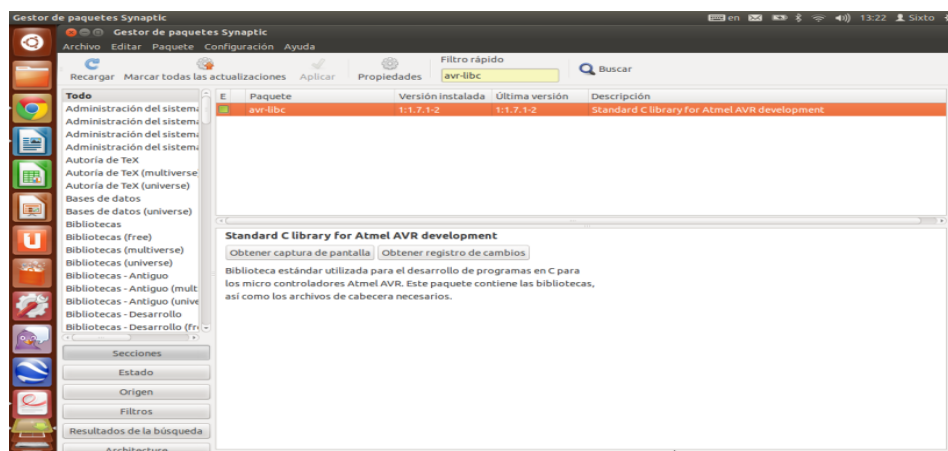 Gestor de paquetes Synaptic
en
13:22
Sixto
Gestor de paquetes Synaptic
Archivo Editar Paquete Configuración Ayuda
Recargar Marcar todas las actualizaciones Aplicar Propiedades
Filtro rápido
avr-libc
Buscar
Todo
Administración del sistema
Administración del sistema
Administración del sistema
Administración del sistema
Autoría de TeX
Autoría de TeX (multiverse
Autoría de TeX (universe)
Bases de datos
Bases de datos (universe)
Bibliotecas
Bibliotecas (free)
Bibliotecas (multiverse)
Bibliotecas (universe)
Bibliotecas - Antiguo
Bibliotecas - Antiguo (mult
Bibliotecas - Antiguo (unive
Bibliotecas - Desarrollo
Bibliotecas - Desarrollo (fre
Secciones
Estado
Origen
Filtros
Resultados de la búsqueda
Architecture
E Paquete Versión instalada Última versión Descripción
avr-libc 1:1.7.1-2 1:1.7.1-2 Standard C library for Atmel AVR development
Standard C library for Atmel AVR development
Obtener captura de pantalla Obtener registro de cambios
Biblioteca estándar utilizada para el desarrollo de programas en C para
los micro controladores Atmel AVR. Este paquete contiene las bibliotecas,
así como los archivos de cabecera necesarios.